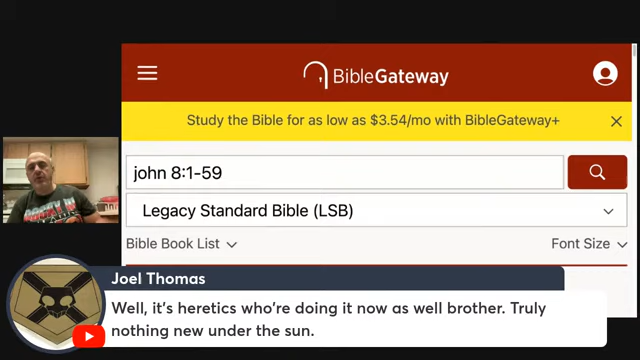 BibleGateway
Study the Bible for as low as $3.54/mo with BibleGateway+
john 8:1-59
Legacy Standard Bible (LSB)
Bible Book List
Font Size
Joel Thomas
Well, it's heretics who're doing it now as well brother. Truly
nothing new under the sun.